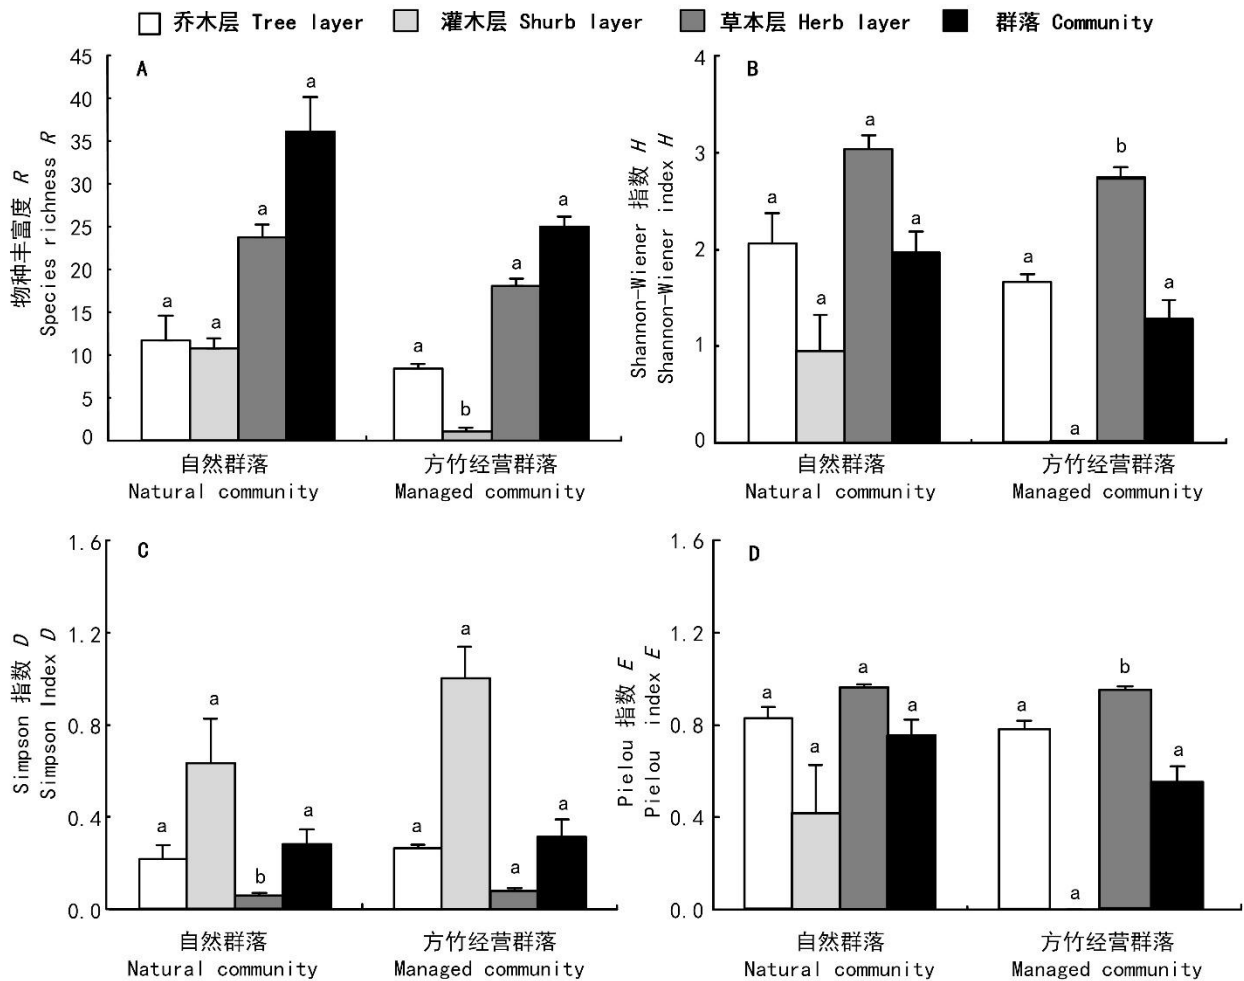 乔木层 Tree layer 灌木层 Shurb layer 草本层 Herb layer 群落 Community
A
物种丰富度 R
Species richness R
45
40
35
30
25
20
15
10
5
0
a a a a
a b a a
自然群落 方竹经营群落
Natural community Managed community
B
Shannon-Wiener 指数 H
Shannon-Wiener index H
4
3
2
1
0
a a a a
a a b a
自然群落 方竹经营群落
Natural community Managed community
C
Simpson 指数 D
Simpson Index D
1.6
1.2
0.8
0.4
0.0
a a b a
a a a a
自然群落 方竹经营群落
Natural community Managed community
D
Pielou 指数 E
Pielou index E
1.6
1.2
0.8
0.4
0.0
a a a a
a a b a
自然群落 方竹经营群落
Natural community Managed community